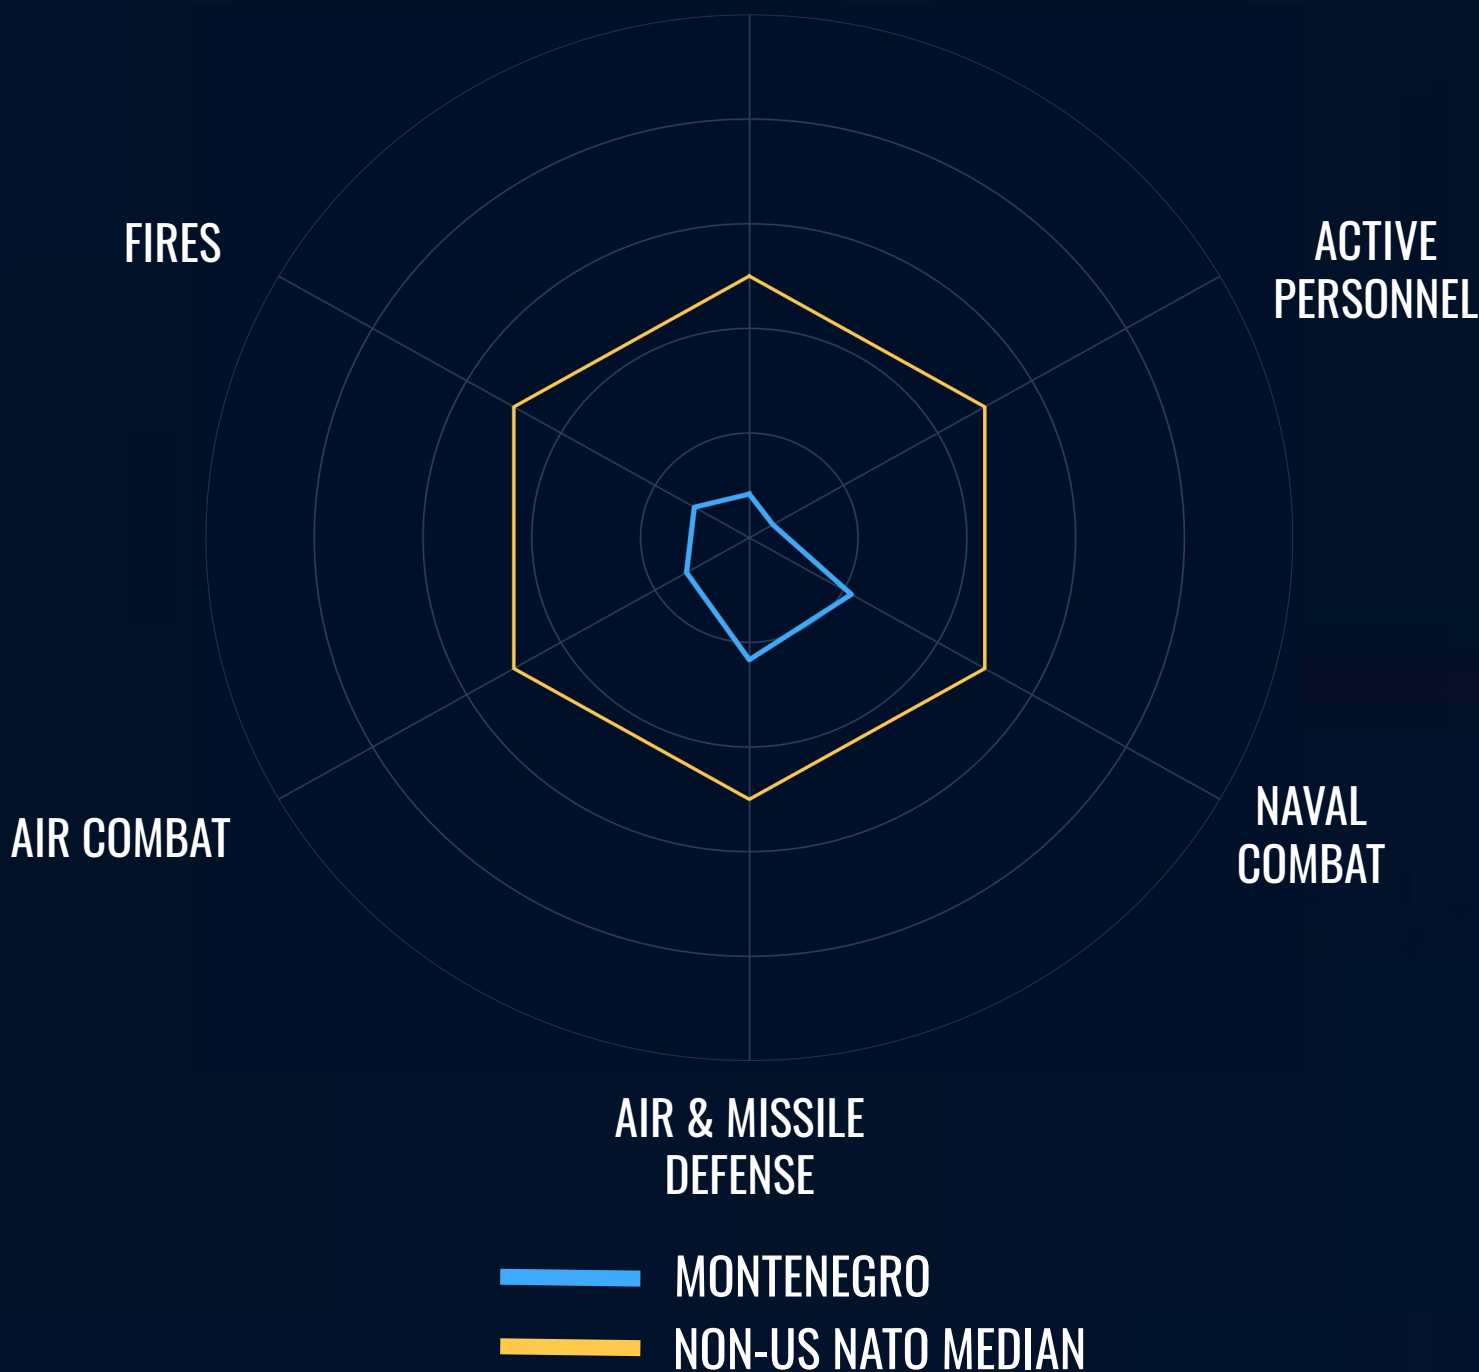 FIRES
ACTIVE
PERSONNEL
AIR COMBAT
NAVAL
COMBAT
AIR & MISSILE
DEFENSE
MONTENEGRO
NON-US NATO MEDIAN